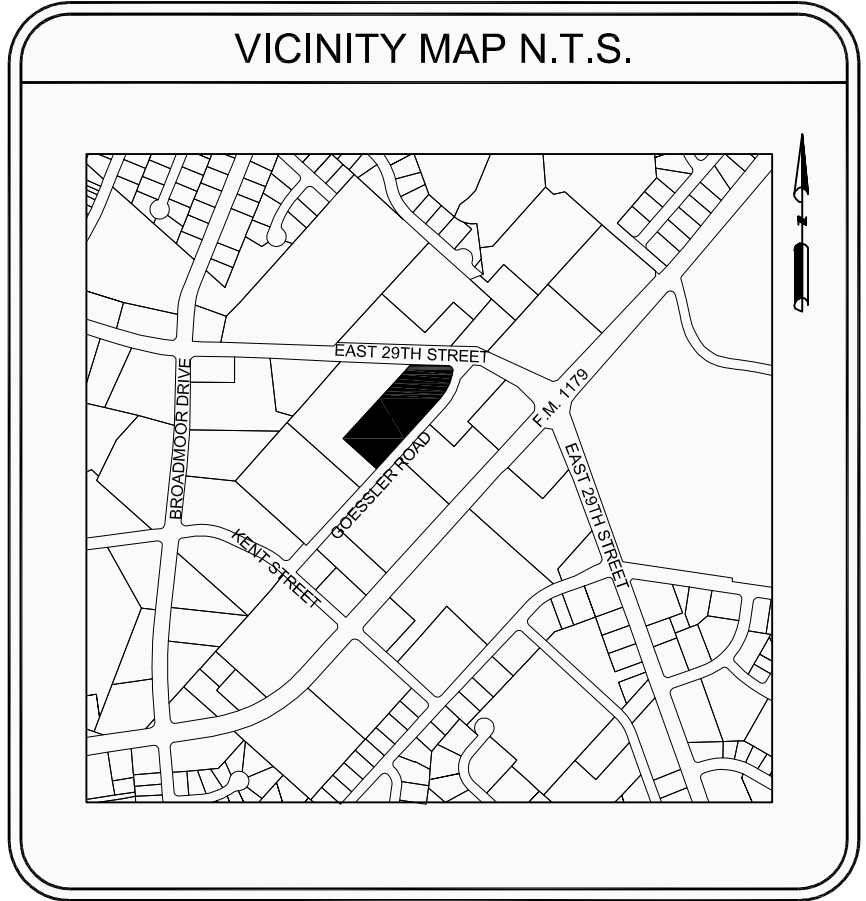 VICINITY MAP N.T.S.
z
EAST 29TH STREET
BROADMOOR DRIVE
F.M. 1179
GOESSLER ROAD
EAST 29TH STREET
KENT STREET